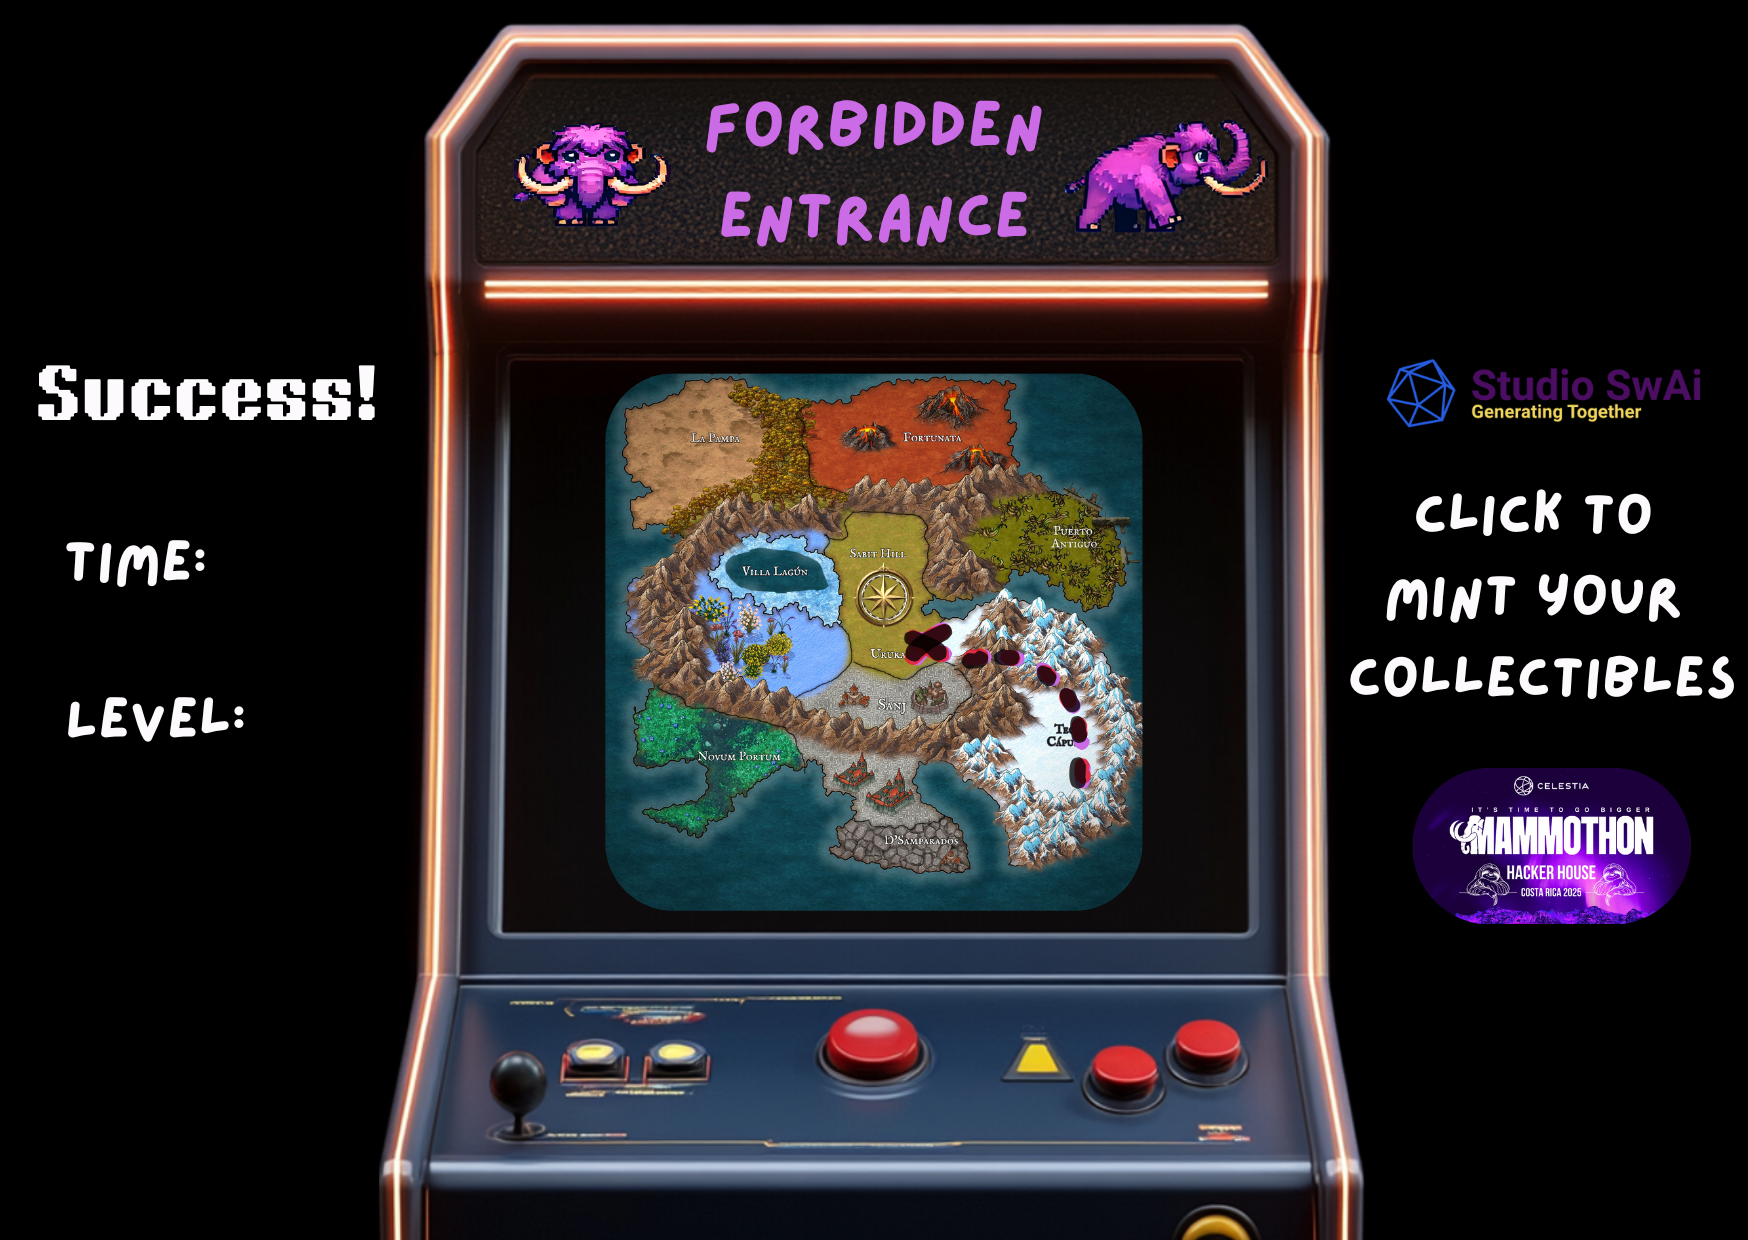 FORBIDDEN
ENTRANCE
Success!
TIME:
LEVEL:
La Pampa
Fortunata
Puerto
Antiguo
Sabit Hill
Villa Lagún
Uruka
Sanj
Novum Portum
D'Samparados
Studio SwAi
Generating Together
CLICK TO
MINT YOUR
COLLECTIBLES
CELESTIA
IT'S TIME TO GO BIGGER
MAMMOTHON
HACKER HOUSE
COSTA RICA 2025